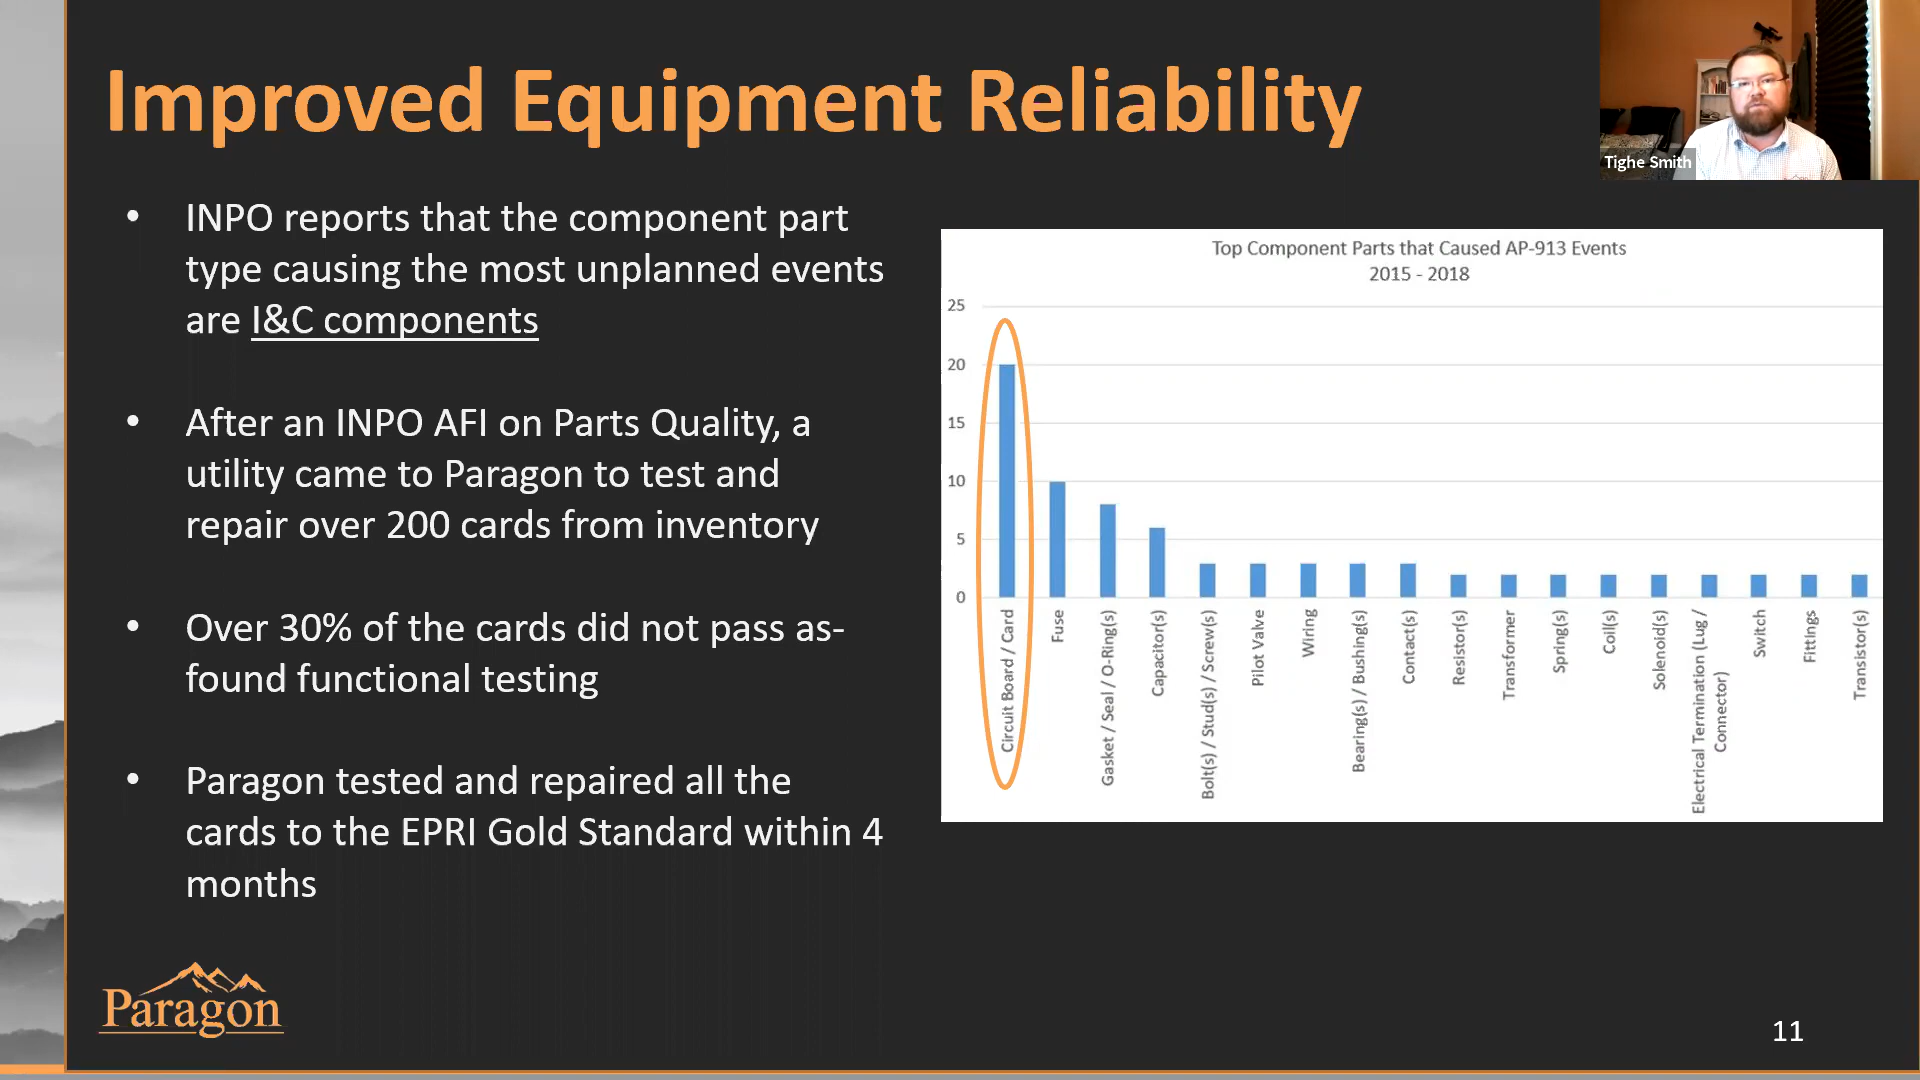 Improved Equipment Reliability
Tighe Smith
• INPO reports that the component part
type causing the most unplanned events
are I&C components
• After an INPO AFI on Parts Quality, a
utility came to Paragon to test and
repair over 200 cards from inventory
• Over 30% of the cards did not pass as-
found functional testing
• Paragon tested and repaired all the
cards to the EPRI Gold Standard within 4
months
Top Component Parts that Caused AP-913 Events
2015 - 2018
25
20
15
10
5
0
Circuit Board / Card
Fuse
Gasket / Seal / O-Ring(s)
Capacitor(s)
Bolt(s) / Stud(s) / Screw(s)
Pilot Valve
Wiring
Bearing(s) / Bushing(s)
Contact(s)
Resistor(s)
Transformer
Spring(s)
Coil(s)
Solenoid(s)
Electrical Termination (Lug /
Connector)
Switch
Fittings
Transistor(s)
Paragon
11